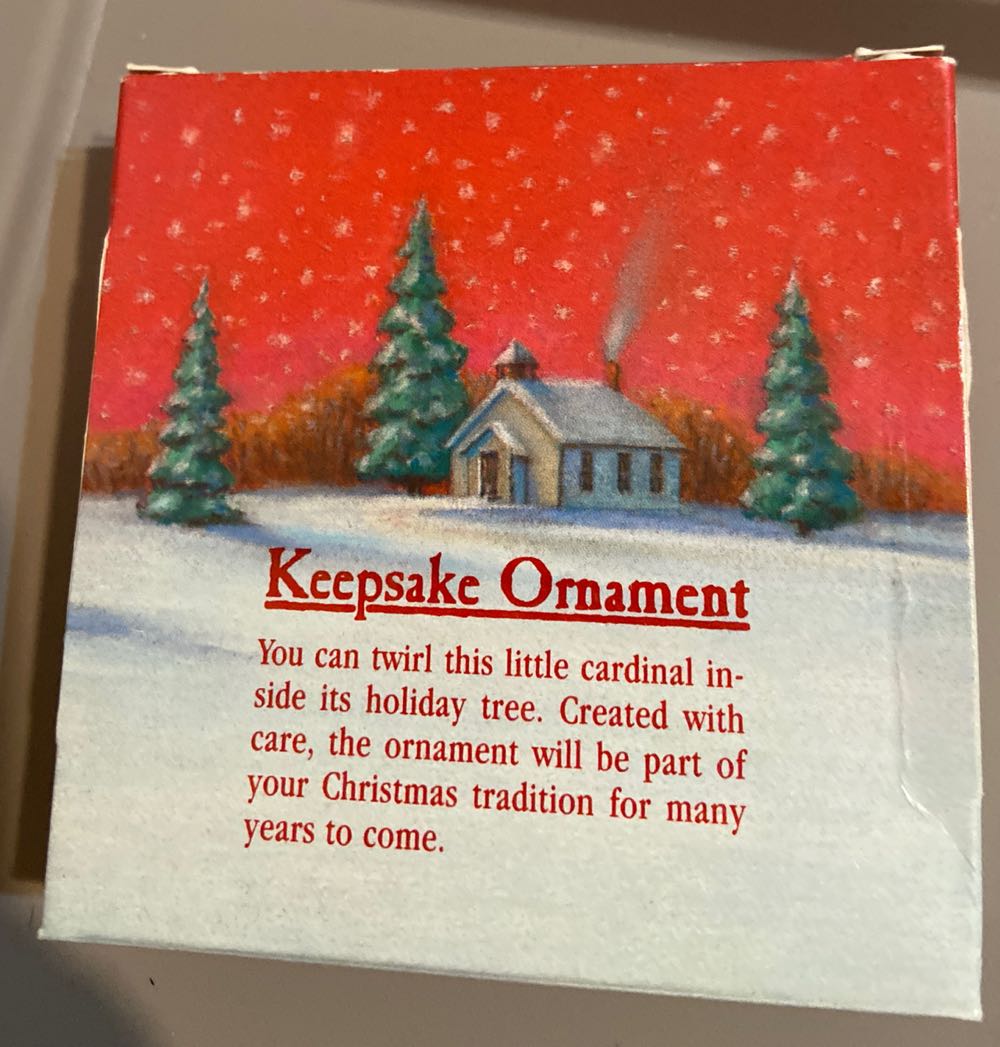 Keepsake Ornament
You can twirl this little cardinal in-
side its holiday tree. Created with
care, the ornament will be part of
your Christmas tradition for many
years to come.